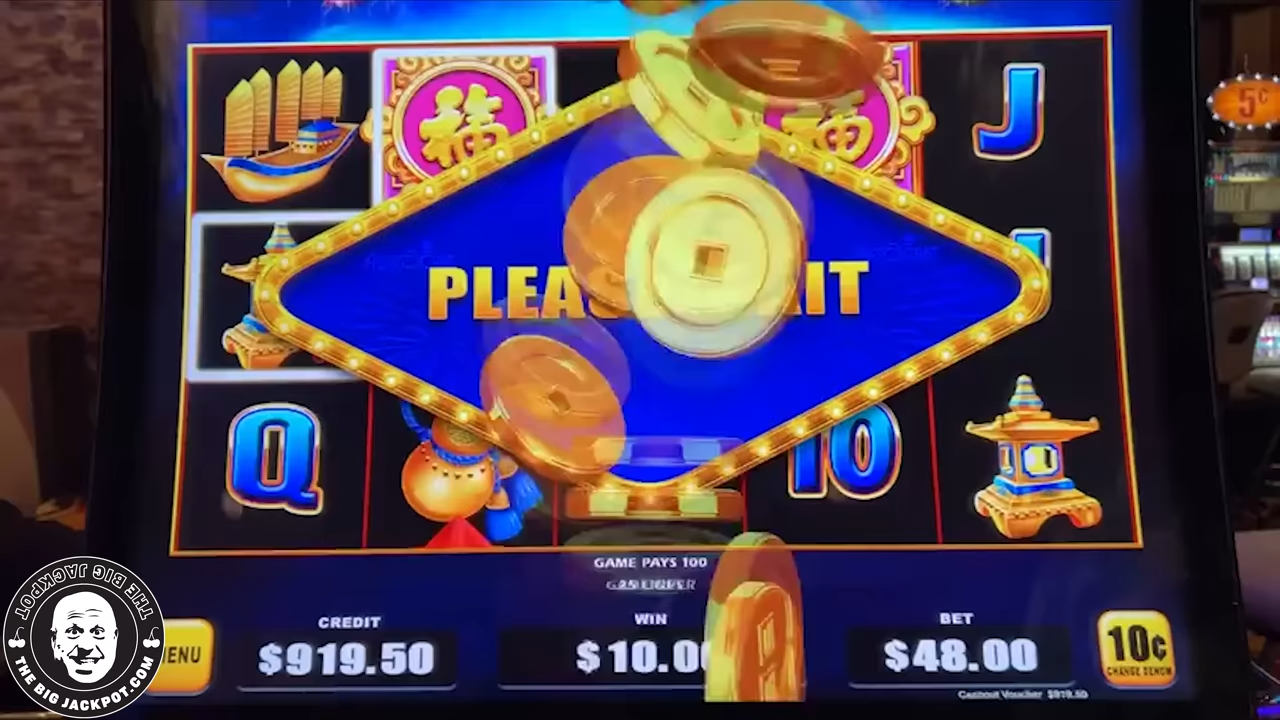 福
福
J
PLEA IT
5¢
Q
10
GAME PAYS 100
CREDIT
WIN
BET
ENU
$919.50
$10.0
$48.00
10¢
CHANGE DENOM
Cashout Voucher $919.50
THE BIG JACKPOT
THE BIG JACKPOT.COM